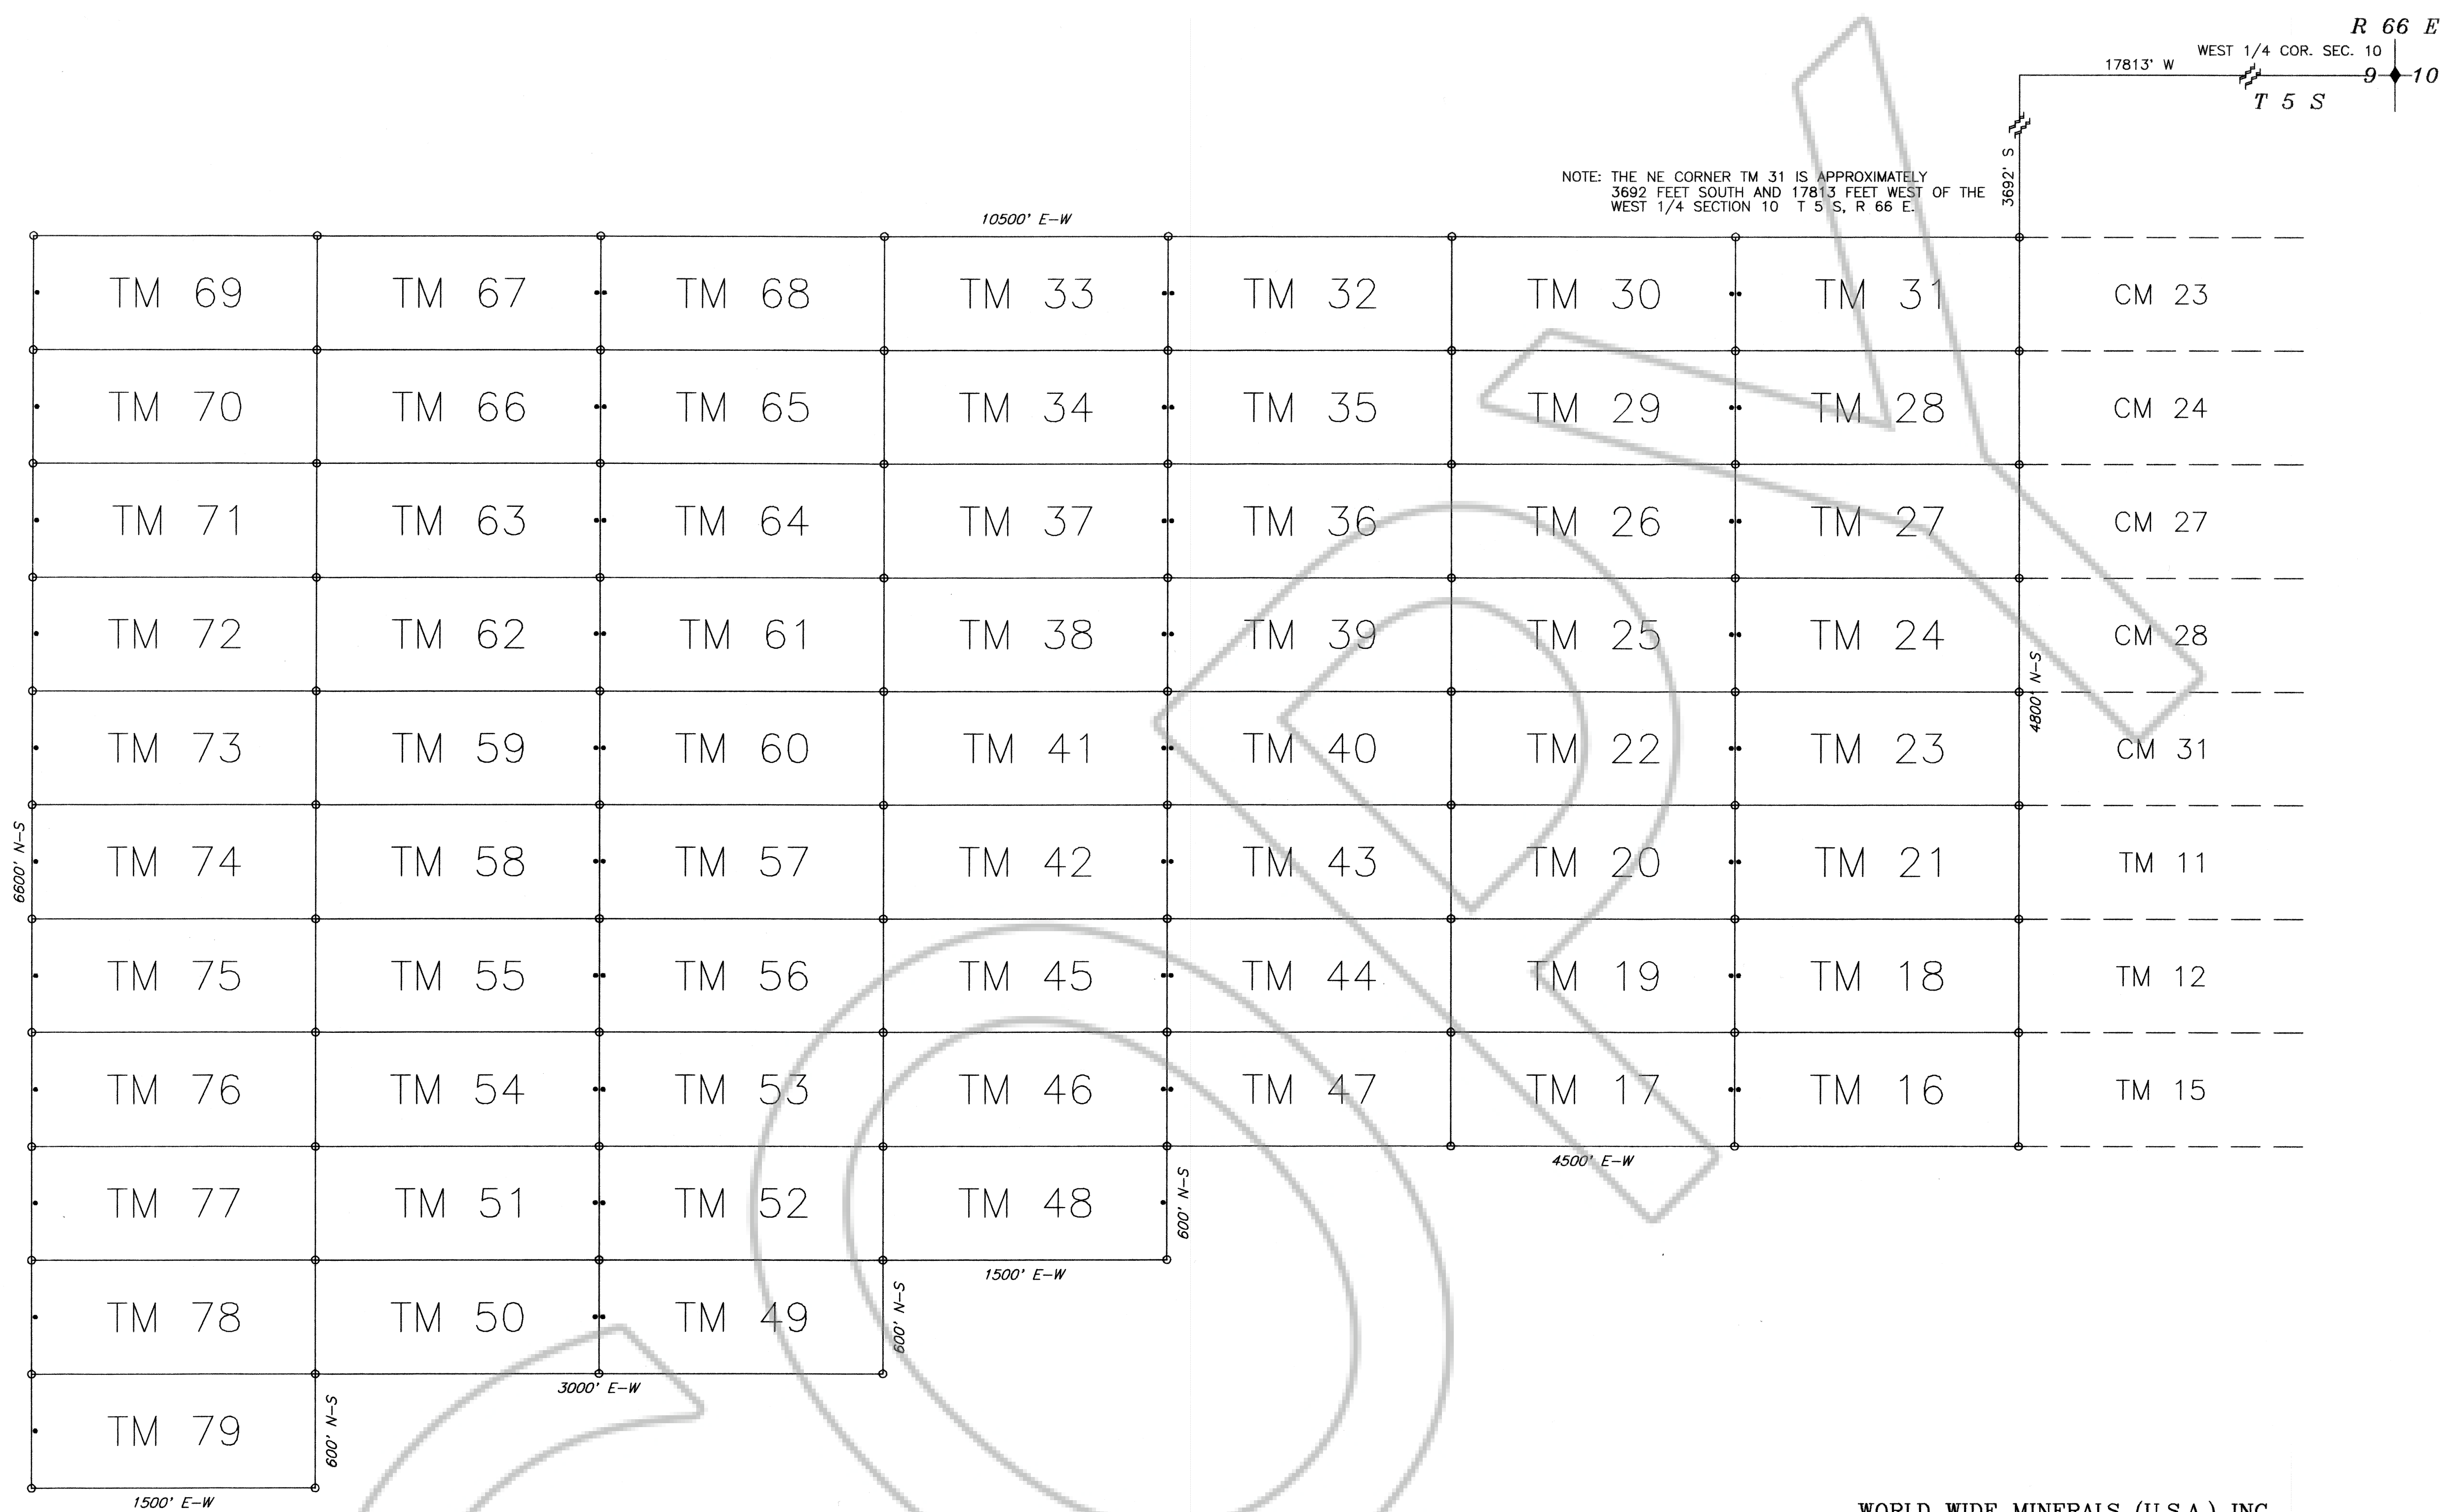 R 66 E
WEST 1/4 COR. SEC. 10
17813' W
9 10
T 5 S
3692' S
NOTE: THE NE CORNER TM 31 IS APPROXIMATELY
3692 FEET SOUTH AND 17813 FEET WEST OF THE
WEST 1/4 SECTION 10 T 5 S, R 66 E.
10500' E-W
TM 69 TM 67 TM 68 TM 33 TM 32 TM 30 TM 31 CM 23
TM 70 TM 66 TM 65 TM 34 TM 35 TM 29 TM 28 CM 24
TM 71 TM 63 TM 64 TM 37 TM 36 TM 26 TM 27 CM 27
TM 72 TM 62 TM 61 TM 38 TM 39 TM 25 TM 24 CM 28
4800' N-S
TM 73 TM 59 TM 60 TM 41 TM 40 TM 22 TM 23 CM 31
6600' N-S
TM 74 TM 58 TM 57 TM 42 TM 43 TM 20 TM 21 TM 11
TM 75 TM 55 TM 56 TM 45 TM 44 TM 19 TM 18 TM 12
TM 76 TM 54 TM 53 TM 46 TM 47 TM 17 TM 16 TM 15
4500' E-W
TM 77 TM 51 TM 52 TM 48
600' N-S
1500' E-W
TM 78 TM 50 TM 49
600' N-S
3000' E-W
TM 79
600' N-S
1500' E-W
WORLD WIDE MINERALS (U.S.A.) INC.
COPY